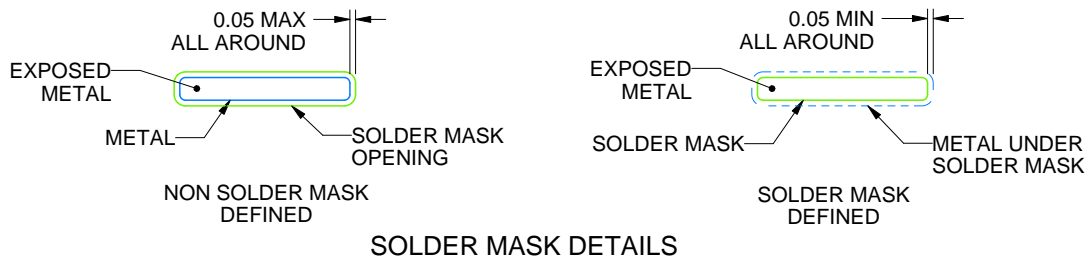 0.05 MAX
ALL AROUND
EXPOSED
METAL
METAL
SOLDER MASK
OPENING
NON SOLDER MASK
DEFINED
0.05 MIN
ALL AROUND
EXPOSED
METAL
SOLDER MASK
METAL UNDER
SOLDER MASK
SOLDER MASK
DEFINED
SOLDER MASK DETAILS